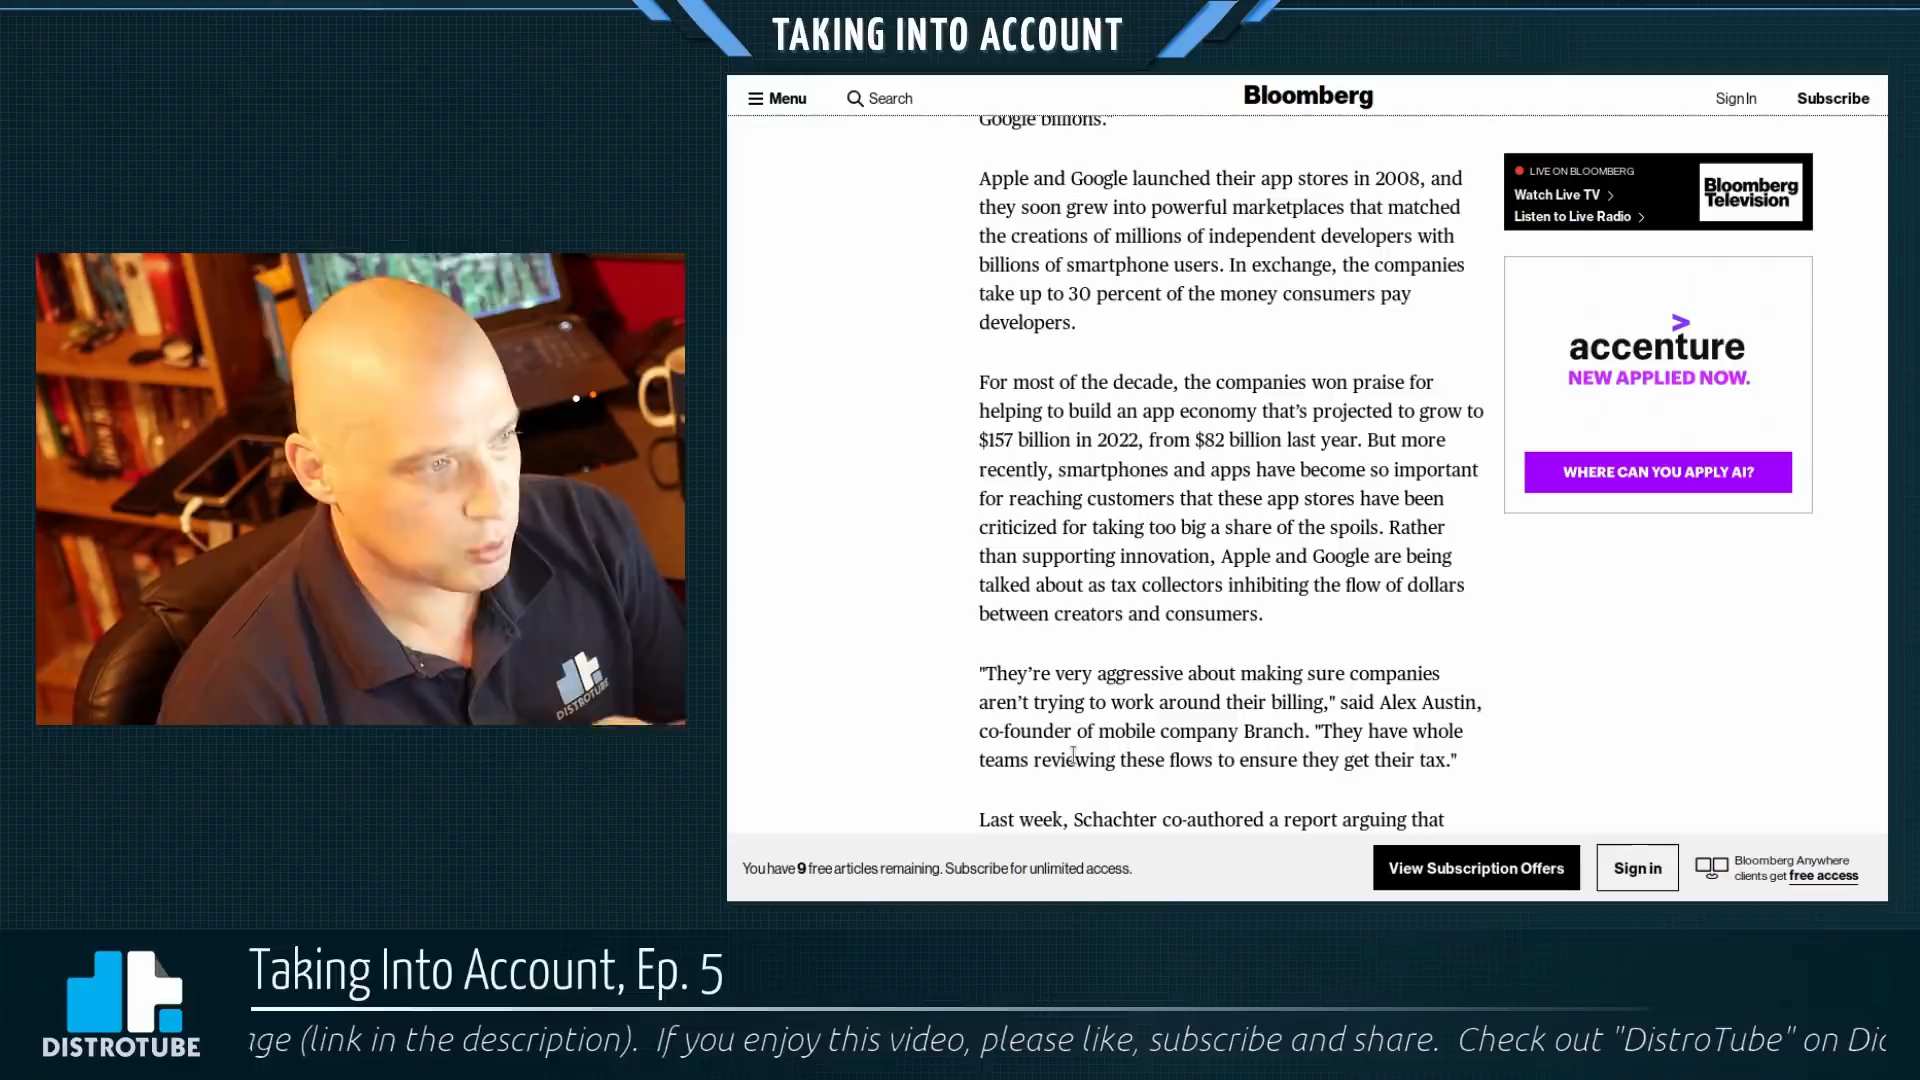 TAKING INTO ACCOUNT
Menu
Search
Bloomberg
Sign In
Subscribe
Google billions."
Apple and Google launched their app stores in 2008, and
they soon grew into powerful marketplaces that matched
the creations of millions of independent developers with
billions of smartphone users. In exchange, the companies
take up to 30 percent of the money consumers pay
developers.
For most of the decade, the companies won praise for
helping to build an app economy that’s projected to grow to
$157 billion in 2022, from $82 billion last year. But more
recently, smartphones and apps have become so important
for reaching customers that these app stores have been
criticized for taking too big a share of the spoils. Rather
than supporting innovation, Apple and Google are being
talked about as tax collectors inhibiting the flow of dollars
between creators and consumers.
"They’re very aggressive about making sure companies
aren’t trying to work around their billing," said Alex Austin,
co-founder of mobile company Branch. "They have whole
teams reviewing these flows to ensure they get their tax."
Last week, Schachter co-authored a report arguing that
LIVE ON BLOOMBERG
Watch Live TV
Listen to Live Radio
Bloomberg
Television
>
accenture
NEW APPLIED NOW.
WHERE CAN YOU APPLY AI?
You have 9 free articles remaining. Subscribe for unlimited access.
View Subscription Offers
Sign in
Bloomberg Anywhere
clients get free access
DISTROTUBE
Taking Into Account, Ep. 5
age (link in the description). If you enjoy this video, please like, subscribe and share. Check out "DistroTube" on Di
DISTROTUBE